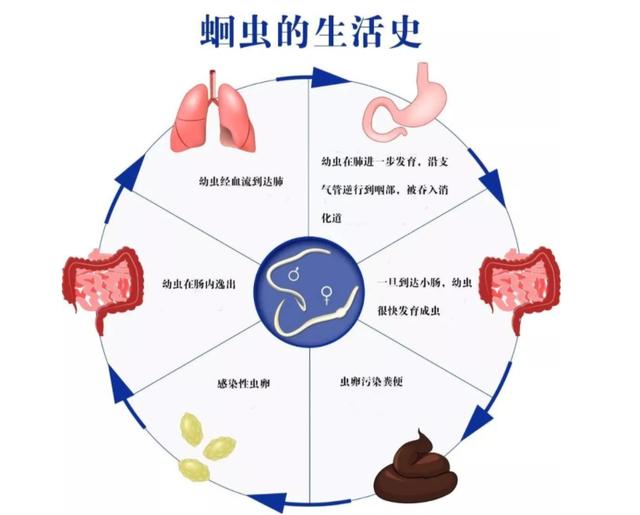 蛔虫的生活史
幼虫经血流到达肺
幼虫在肺进一步发育，沿支
气管逆行到咽部，被吞入消
化道
幼虫在肠内逸出
一旦到达小肠，幼虫
很快发育成虫
感染性虫卵
虫卵污染粪便